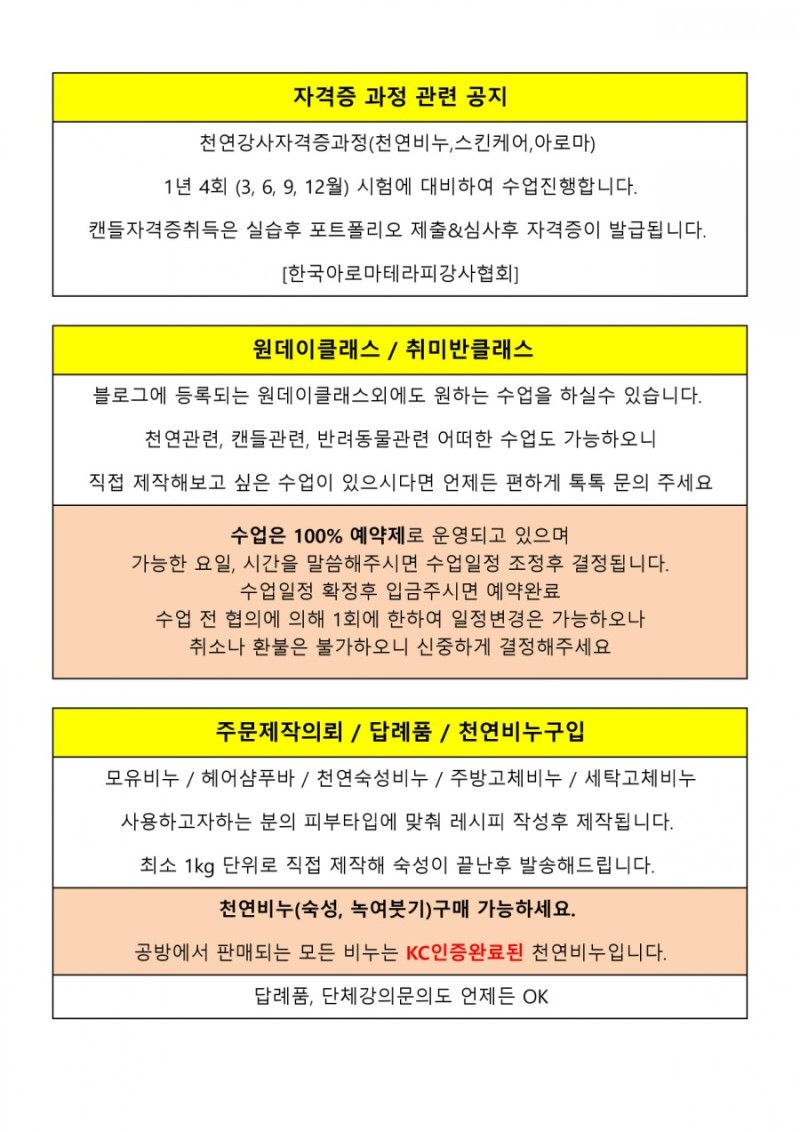 자격증 과정 관련 공지
천연강사자격증과정(천연비누,스킨케어,아로마)
1년 4회 (3, 6, 9, 12월) 시험에 대비하여 수업진행합니다.
캔들자격증취득은 실습후 포트폴리오 제출&심사후 자격증이 발급됩니다.
[한국아로마테라피강사협회]
원데이클래스 / 취미반클래스
블로그에 등록되는 원데이클래스외에도 원하는 수업을 하실수 있습니다.
천연관련, 캔들관련, 반려동물관련 어떠한 수업도 가능하오니
직접 제작해보고 싶은 수업이 있으시다면 언제든 편하게 톡톡 문의 주세요
수업은 100% 예약제로 운영되고 있으며
가능한 요일, 시간을 말씀해주시면 수업일정 조정후 결정됩니다.
수업일정 확정후 입금주시면 예약완료
수업 전 협의에 의해 1회에 한하여 일정변경은 가능하오나
취소나 환불은 불가하오니 신중하게 결정해주세요
주문제작의뢰 / 답례품 / 천연비누구입
모유비누 / 헤어샴푸바 / 천연숙성비누 / 주방고체비누 / 세탁고체비누
사용하고자하는 분의 피부타입에 맞춰 레시피 작성후 제작됩니다.
최소 1kg 단위로 직접 제작해 숙성이 끝난후 발송해드립니다.
천연비누(숙성, 녹여붓기)구매 가능하세요.
공방에서 판매되는 모든 비누는 KC인증완료된 천연비누입니다.
답례품, 단체강의문의도 언제든 OK